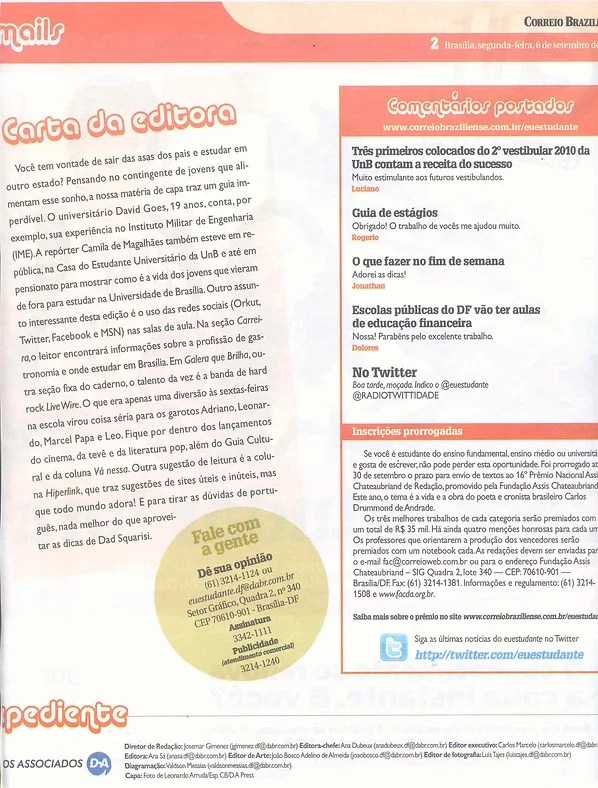 mails
CORREIO BRAZILI
2 Brasília, segunda-feira, 6 de setembro de
Carta da editora
Você tem vontade de sair das asas dos pais e estudar em
outro estado? Pensando no contingente de jovens que ali-
mentam esse sonho, a nossa matéria de capa traz um guia im-
perdível. O universitário David Goes, 19 anos, conta, por
exemplo, sua experiência no Instituto Militar de Engenharia
(IME). A repórter Camila de Magalhães também esteve em re-
pública, na Casa do Estudante Universitário da UnB e até em
pensionato para mostrar como é a vida dos jovens que vieram
de fora para estudar na Universidade de Brasília. Outro assun-
to interessante desta edição é o uso das redes sociais (Orkut,
Twitter, Facebook e MSN) nas salas de aula. Na seção Carrei-
ra, o leitor encontrará informações sobre a profissão de gas-
tronomia e onde estudar em Brasília. Em Galera que Brilha, ou-
tra seção fixa do caderno, o talento da vez é a banda de hard
rock Live Wire. O que era apenas uma diversão às sextas-feiras
na escola virou coisa séria para os garotos Adriano, Leonar-
do, Marcel Papa e Leo. Fique por dentro dos lançamentos
do cinema, da tevê e da literatura pop, além do Guia Cultu-
ral e da coluna Vá nessa. Outra sugestão de leitura é a colu-
na Hiperlink, que traz sugestões de sites úteis e inúteis, mas
que todo mundo adora! E para tirar as dúvidas de portu-
guês, nada melhor do que aprovei-
tar as dicas de Dad Squarisi.
Fale com
a gente
Dê sua opinião
(61) 3214-1124 ou
euestudante.df@dabr.com.br
Setor Gráfico, Quadra 2, nº 340
CEP 70610-901 - Brasília-DF
Assinatura
3342-1111
Publicidade
(atendimento comercial)
3214-1240
Comentários postados
www.correiobraziliense.com.br/euestudante
Três primeiros colocados do 2º vestibular 2010 da
UnB contam a receita do sucesso
Muito estimulante aos futuros vestibulandos.
Luciano
Guia de estágios
Obrigado! O trabalho de vocês me ajudou muito.
Rogerio
O que fazer no fim de semana
Adorei as dicas!
Jonathan
Escolas públicas do DF vão ter aulas
de educação financeira
Nossa! Parabéns pelo excelente trabalho.
Dolores
No Twitter
Boa tarde, moçada. Indico o @euestudante
@RADIOTWITTIDADE
Inscrições prorrogadas
Se você é estudante do ensino fundamental, ensino médio ou universitá
e gosta de escrever, não pode perder esta oportunidade. Foi prorrogado at
30 de setembro o prazo para envio de textos ao 16º Prêmio Nacional Assi
Chateaubriand de Redação, promovido pela Fundação Assis Chateaubriand
Este ano, o tema é a vida e a obra do poeta e cronista brasileiro Carlos
Drummond de Andrade.
Os três melhores trabalhos de cada categoria serão premiados com
um total de R$ 35 mil. Há ainda quatro menções honrosas para cada um
Os professores que orientarem a produção dos vencedores serão
premiados com um notebook cada. As redações devem ser enviadas par
o e-mail fac@correioweb.com.br ou para o endereço Fundação Assis
Chateaubriand – SIG Quadra 2, lote 340 — CEP: 70610-901 —
Brasília/DF. Fax: (61) 3214-1381. Informações e regulamento: (61) 3214-
1508 e www.facda.org.br.
Saiba mais sobre o prêmio no site www.correiobraziliense.com.br/euestudan
Siga as últimas notícias do euestudante no Twitter
http://twitter.com/euestudante
xpediente
OS ASSOCIADOS D.A
Diretor de Redação: Josemar Gimenez (jgimenez.df@dabr.com.br) Editora-chefe: Ana Dubeux (anadubeux.df@dabr.com.br) Editor executivo: Carlos Marcelo (carlosmarcelo.df@dabr
Editora: Ana Sá (anasa.df@dabr.com.br) Editor de Arte: João Bosco Adelino de Almeida (joaobosco.df@dabr.com.br) Editor de fotografia: Luís Tajes (luistajes.df@dabr.com.br)
Diagramação: Valdson Messias (valdsonmessias.df@dabr.com.br)
Capa: Foto de Leonardo Arruda/Esp. CB/D.A Press